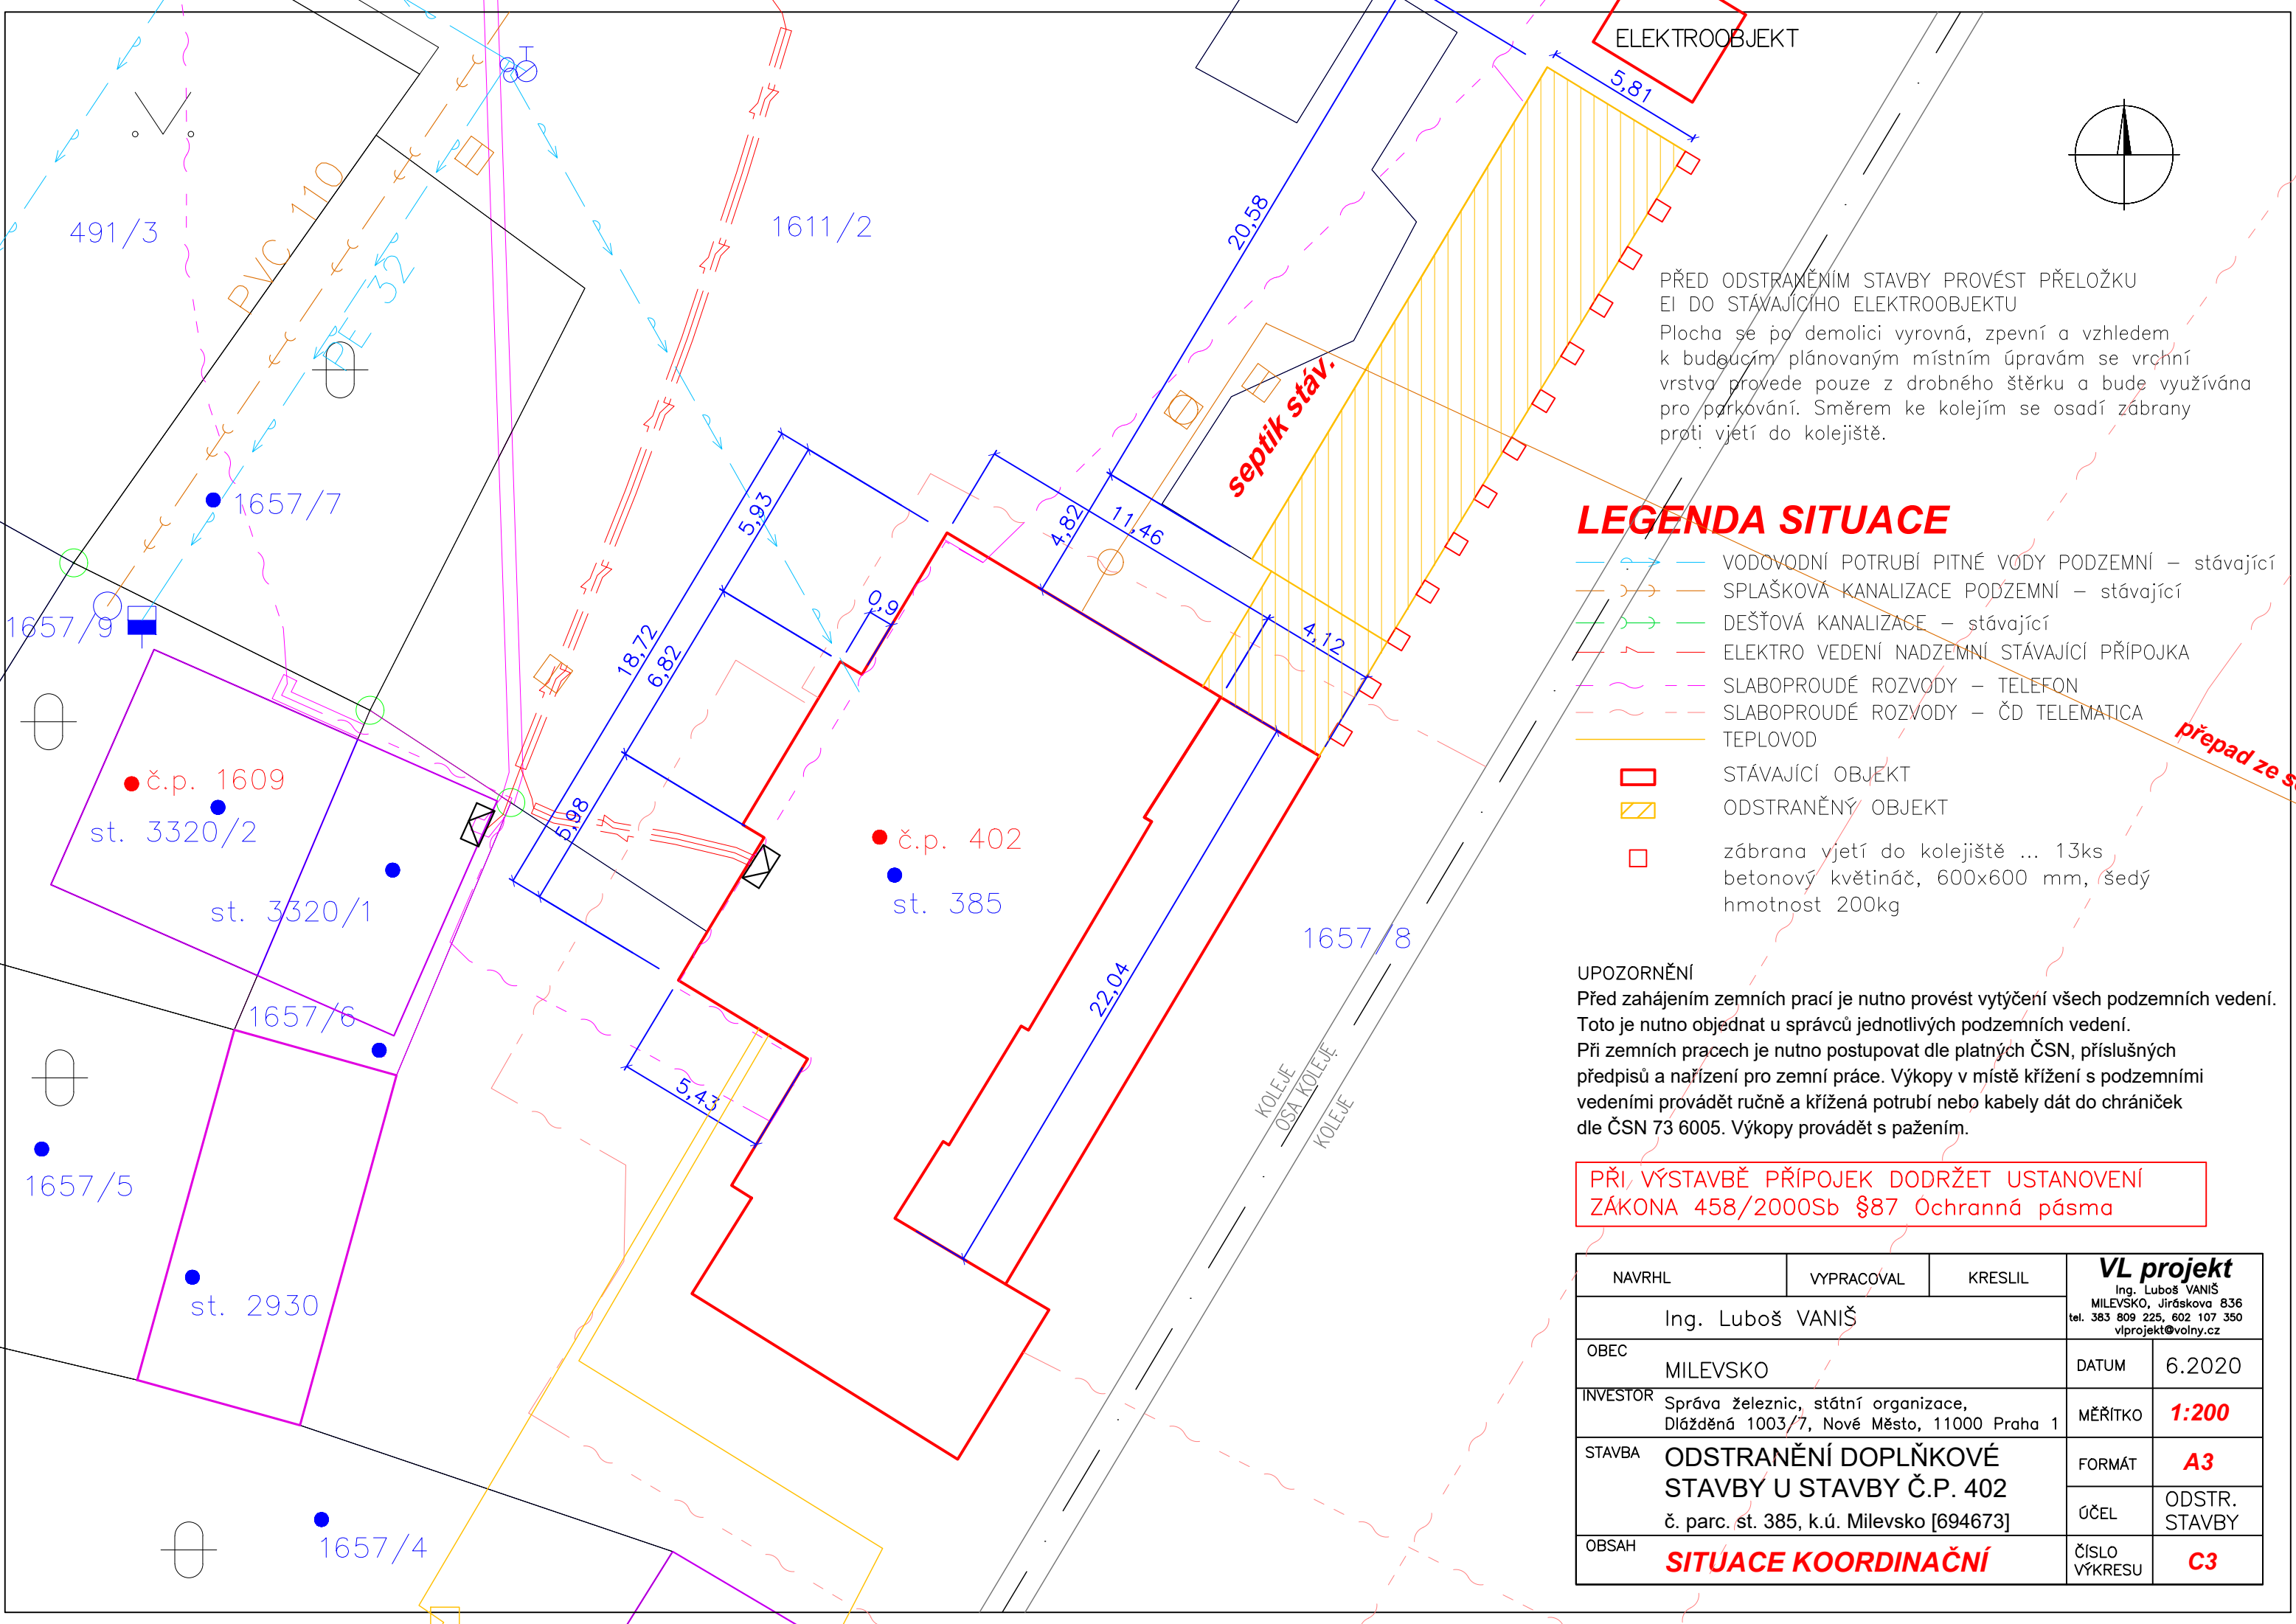 ELEKTROOBJEKT
5,81
491/3
PVC 110
PE 32
1611/2
20,58
PŘED ODSTRANĚNÍM STAVBY PROVÉST PŘELOŽKU
EI DO STÁVAJÍCÍHO ELEKTROOBJEKTU
Plocha se po demolici vyrovná, zpevní a vzhledem
k budoucím plánovaným místním úpravám se vrchní
vrstva provede pouze z drobného štěrku a bude využívána
pro parkování. Směrem ke kolejím se osadí zábrany
proti vjetí do kolejiště.
septik stáv.
1657/7
5,93
4,82
11,46
1657/9
0,9
18,72
6,82
4,12
5,98
LEGENDA SITUACE
VODOVODNÍ POTRUBÍ PITNÉ VODY PODZEMNÍ – stávající
SPLAŠKOVÁ KANALIZACE PODZEMNÍ – stávající
DEŠŤOVÁ KANALIZACE – stávající
ELEKTRO VEDENÍ NADZEMNÍ STÁVAJÍCÍ PŘÍPOJKA
SLABOPROUDÉ ROZVODY – TELEFON
SLABOPROUDÉ ROZVODY – ČD TELEMATICA
TEPLOVOD
STÁVAJÍCÍ OBJEKT
ODSTRANĚNÝ OBJEKT
zábrana vjetí do kolejiště ... 13ks
betonový květináč, 600x600 mm, šedý
hmotnost 200kg
přepad ze
č.p. 1609
st. 3320/2
st. 3320/1
č.p. 402
st. 385
1657/8
1657/6
22,04
5,43
KOLEJE
OSA KOLEJE
KOLEJE
1657/5
st. 2930
1657/4
UPOZORNĚNÍ
Před zahájením zemních prací je nutno provést vytýčení všech podzemních vedení.
Toto je nutno objednat u správců jednotlivých podzemních vedení.
Při zemních pracech je nutno postupovat dle platných ČSN, příslušných
předpisů a nařízení pro zemní práce. Výkopy v místě křížení s podzemními
vedeními provádět ručně a křížená potrubí nebo kabely dát do chrániček
dle ČSN 73 6005. Výkopy provádět s pažením.
PŘI VÝSTAVBĚ PŘÍPOJEK DODRŽET USTANOVENÍ
ZÁKONA 458/2000Sb §87 Ochranná pásma
NAVRHL VYPRACOVAL KRESLIL
Ing. Luboš VANIŠ
VL projekt
Ing. Luboš VANIŠ
MILEVSKO, Jiráskova 836
tel. 383 809 225, 602 107 350
vlprojekt@volny.cz
OBEC MILEVSKO
DATUM 6.2020
INVESTOR Správa železnic, státní organizace,
Dlážděná 1003/7, Nové Město, 11000 Praha 1
MĚŘÍTKO 1:200
STAVBA ODSTRANĚNÍ DOPLŇKOVÉ
STAVBY U STAVBY Č.P. 402
č. parc. st. 385, k.ú. Milevsko [694673]
FORMÁT A3
ÚČEL ODSTR.
STAVBY
OBSAH SITUACE KOORDINAČNÍ
ČÍSLO
VÝKRESU C3